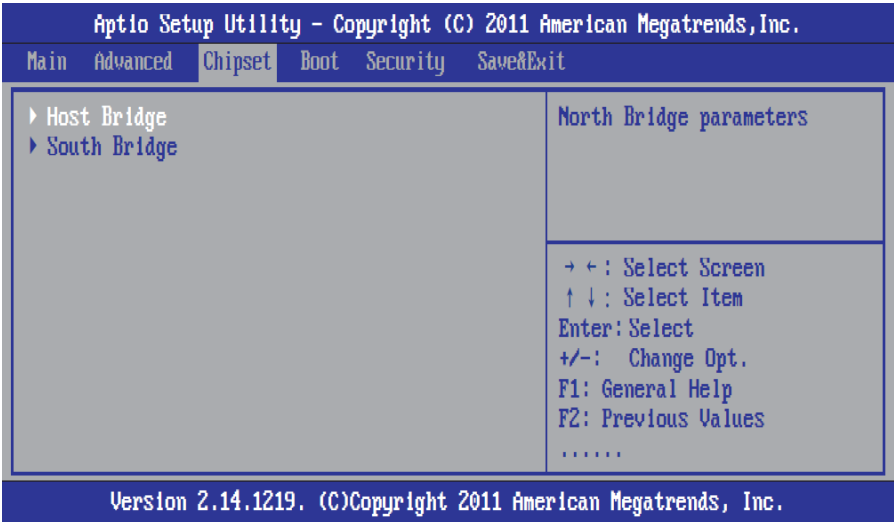 Aptio Setup Utility - Copyright (C) 2011 American Megatrends,Inc.
Main Advanced Chipset Boot Security Save&Exit
Host Bridge
South Bridge
North Bridge parameters
→ ←: Select Screen
↑ ↓: Select Item
Enter: Select
+/-: Change Opt.
F1: General Help
F2: Previous Values
......
Version 2.14.1219. (C)Copyright 2011 American Megatrends, Inc.